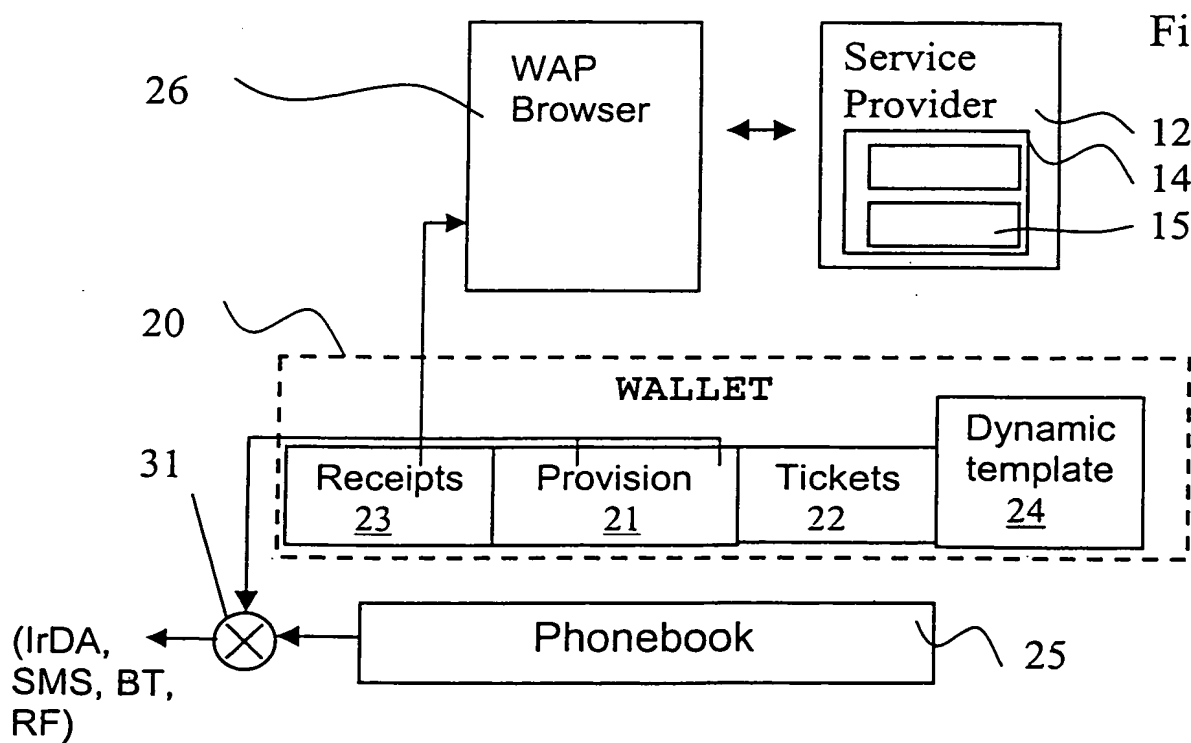 Fi
26
WAP
Browser
Service
Provider
12
14
15
20
WALLET
31
Receipts
23
Provision
21
Tickets
22
Dynamic
template
24
(IrDA,
SMS, BT,
RF)
Phonebook
25